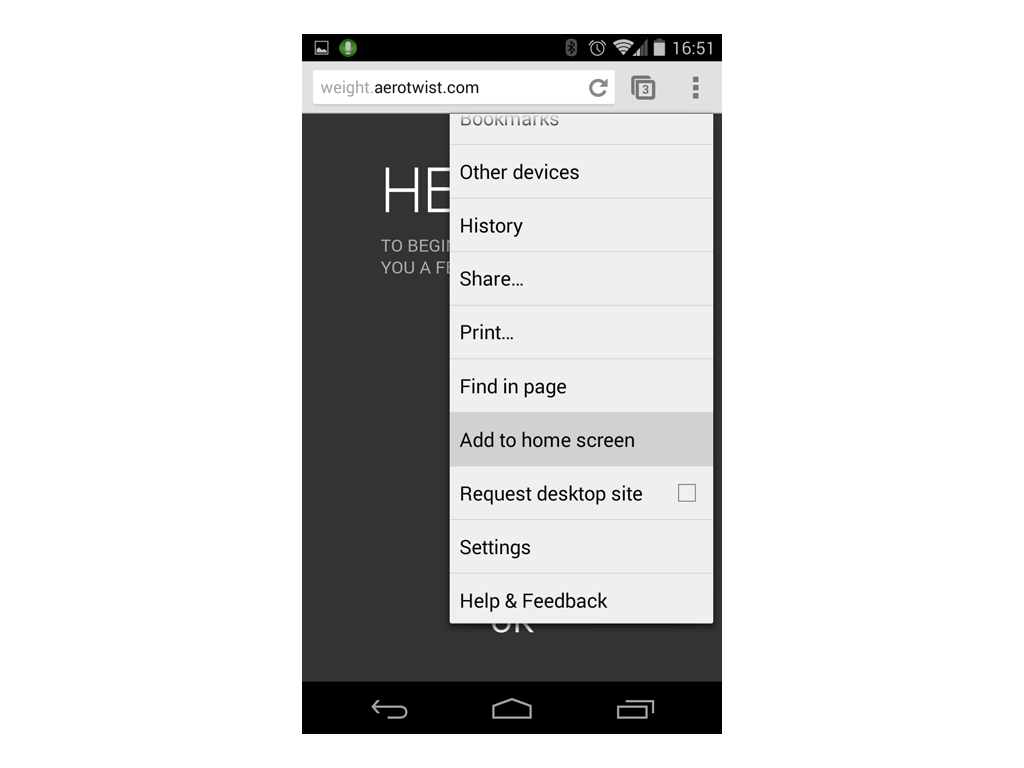 16:51
weight.aerotwist.com
3
Bookmarks
HE
TO BEGI
YOU A FE
Other devices
History
Share...
Print...
Find in page
Add to home screen
Request desktop site
Settings
Help & Feedback
OK